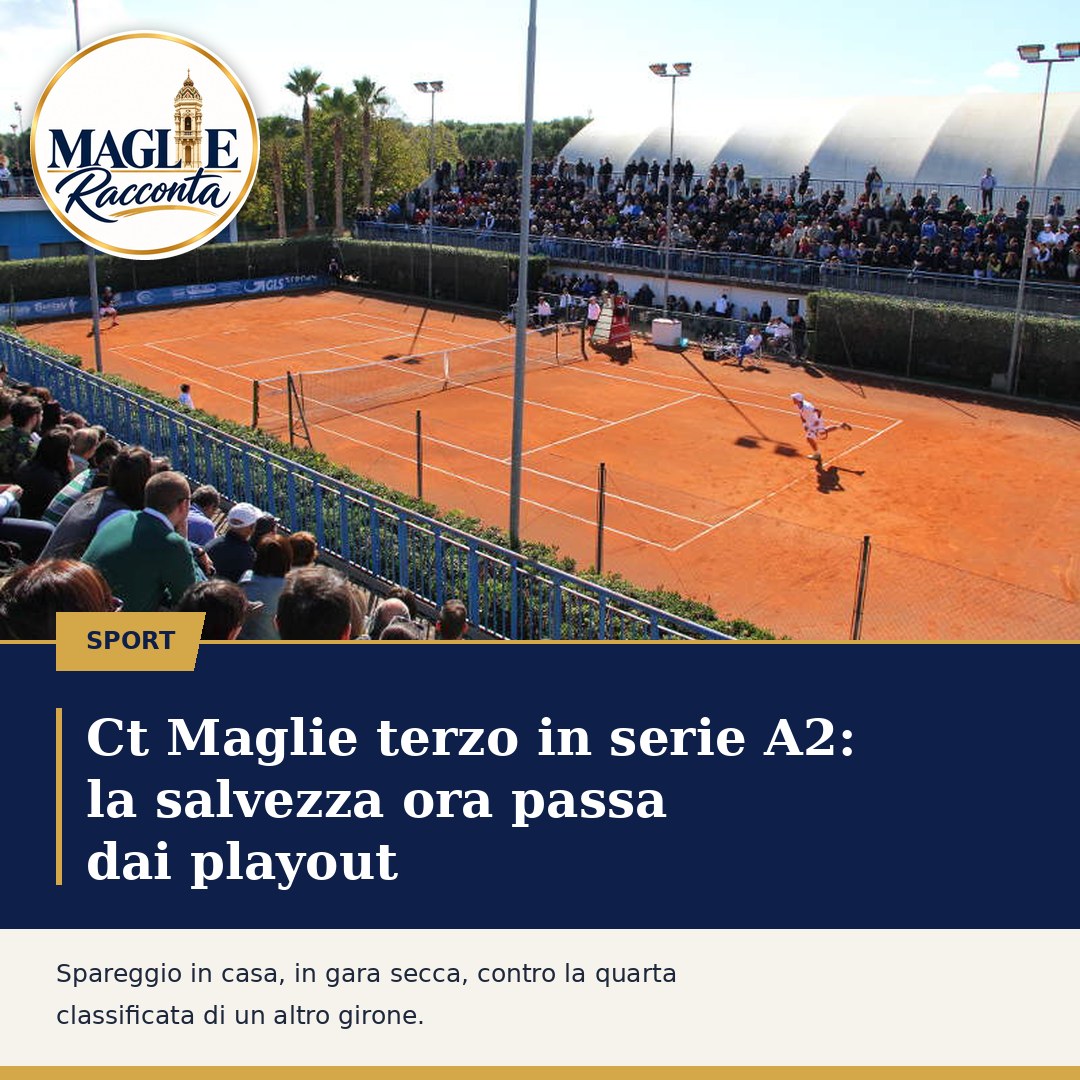 MAGLIE
Racconta
SPORT
Ct Maglie terzo in serie A2:
la salvezza ora passa
dai playout
Spareggio in casa, in gara secca, contro la quarta
classificata di un altro girone.